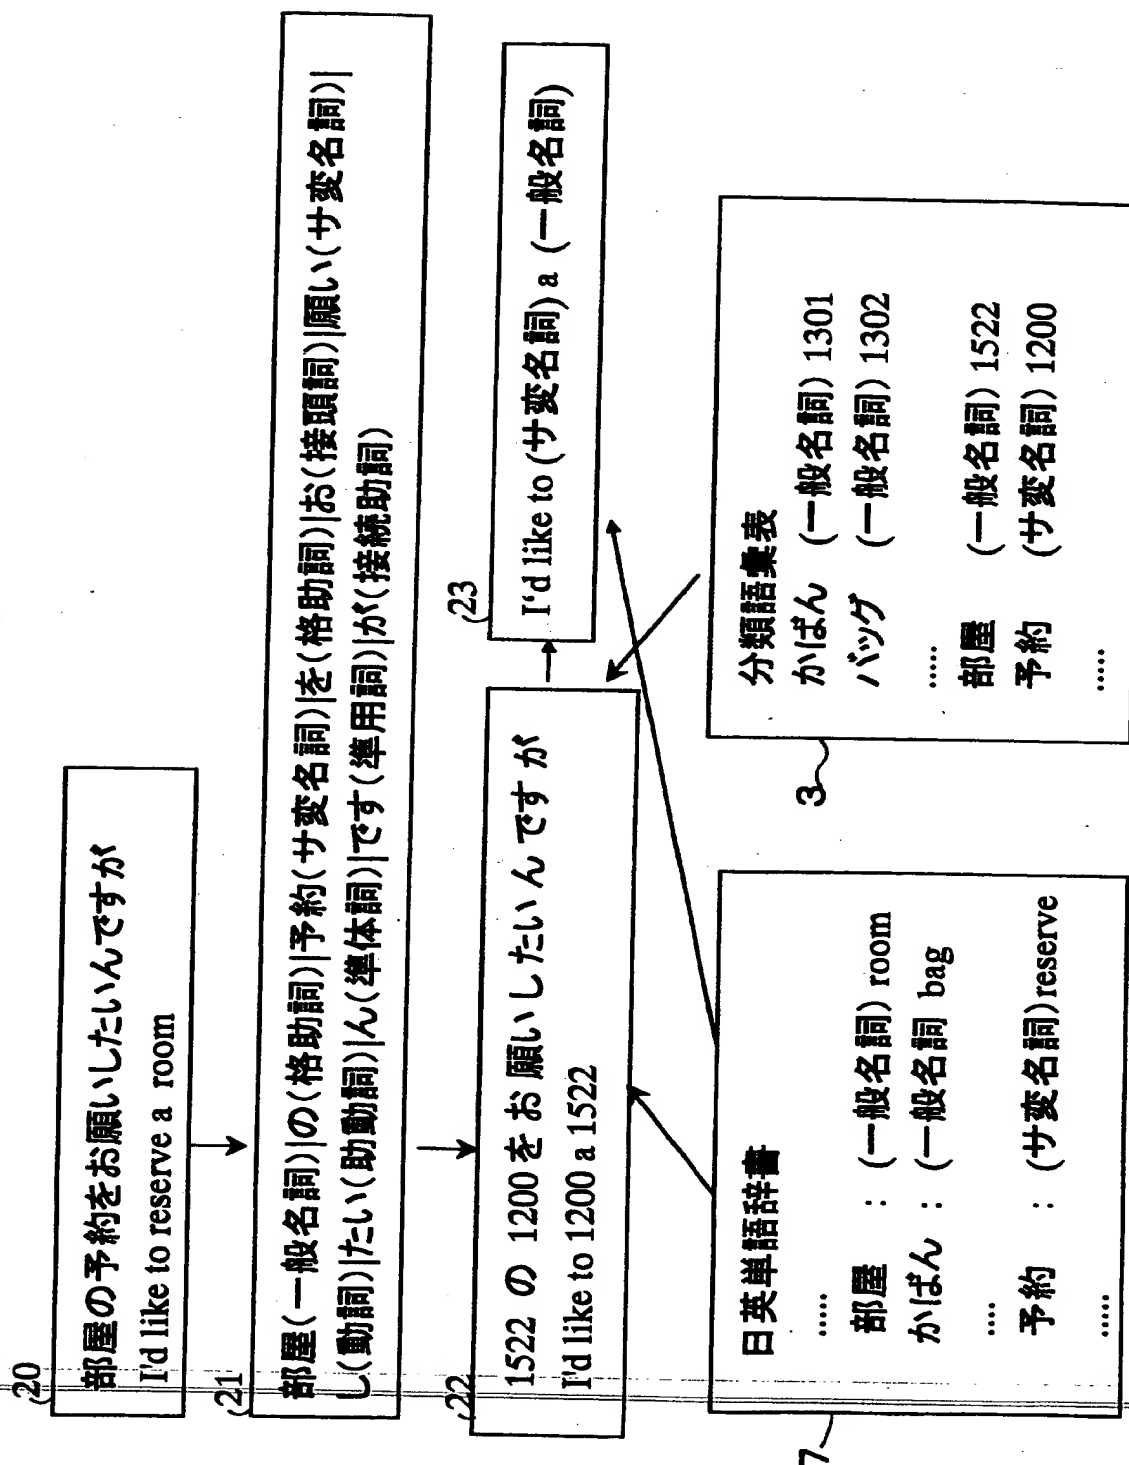 20
部屋の予約をお願いしたいんですが
I'd like to reserve a room
21
部屋(一般名詞)|の(格助詞)|予約(サ変名詞)|を(格助詞)|お(接頭詞)|願い(サ変名詞)|
し(動詞)|たい(助動詞)|ん(準体詞)|です(準用詞)|が(接続助詞)
22
1522 の 1200をお願いしたいんですが
I'd like to 1200 a 1522
23
I'd like to (サ変名詞) a (一般名詞)
7
日英単語辞書
.....
部屋 : (一般名詞) room
かばん : (一般名詞 bag
....
予約 : (サ変名詞)reserve
.....
3
分類語彙表
かばん (一般名詞) 1301
バッグ (一般名詞) 1302
.....
部屋 (一般名詞) 1522
予約 (サ変名詞) 1200
.....